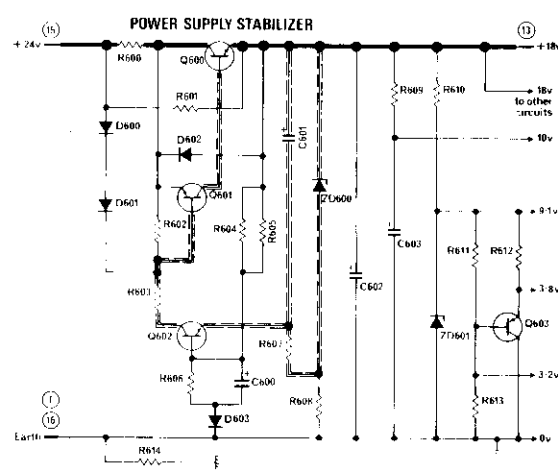 POWER SUPPLY STABILIZER
15
13
+ 24v
+ 18v
R600
Q600
R601
R609
R610
18v
to other
circuits
D600
D602
C601
10v
D601
Q601
ZD600
R602
R604
R605
9·1v
C603
R611
R612
C602
R603
3·8v
Q602
R607
ZD601
Q603
R606
C600
3·2v
R608
R613
16
D603
Earth
0v
R614